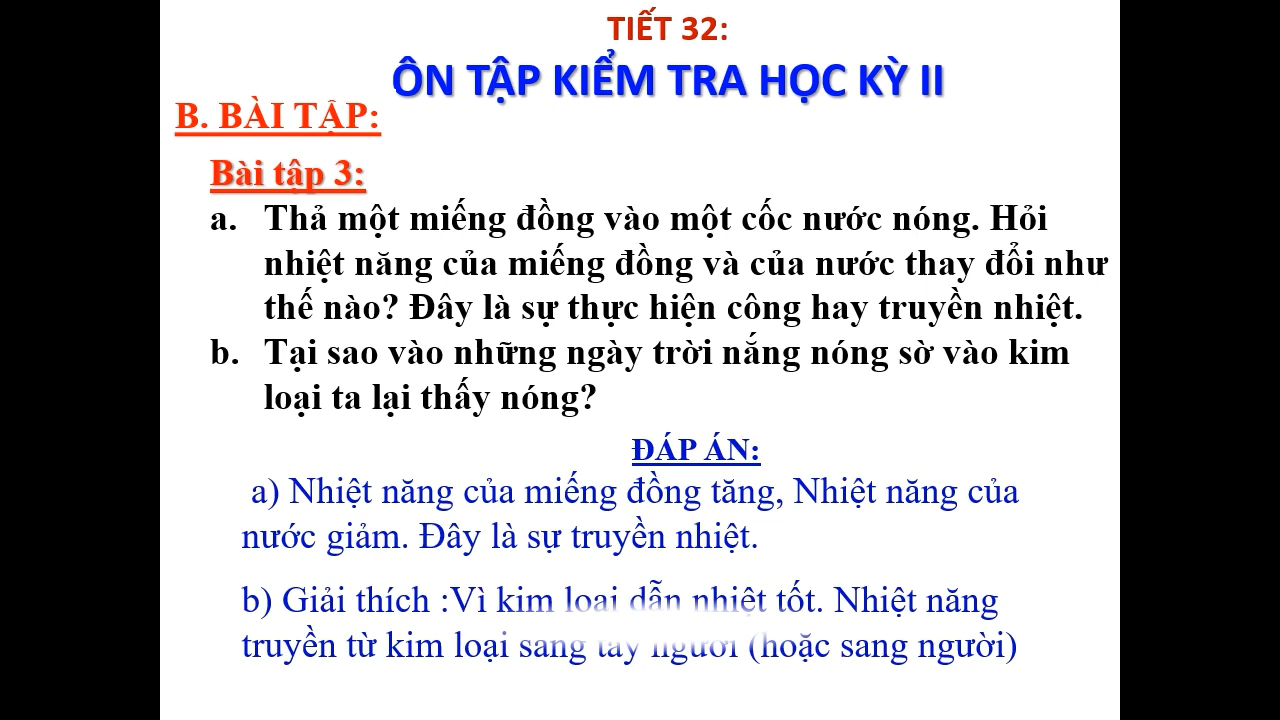 TIẾT 32:
ÔN TẬP KIỂM TRA HỌC KỲ II
B. BÀI TẬP:
Bài tập 3:
a. Thả một miếng đồng vào một cốc nước nóng. Hỏi
nhiệt năng của miếng đồng và của nước thay đổi như
thế nào? Đây là sự thực hiện công hay truyền nhiệt.
b. Tại sao vào những ngày trời nắng nóng sờ vào kim
loại ta lại thấy nóng?
ĐÁP ÁN:
a) Nhiệt năng của miếng đồng tăng, Nhiệt năng của
nước giảm. Đây là sự truyền nhiệt.
b) Giải thích :Vì kim loại dẫn nhiệt tốt. Nhiệt năng
truyền từ kim loại sang tay người (hoặc sang người)